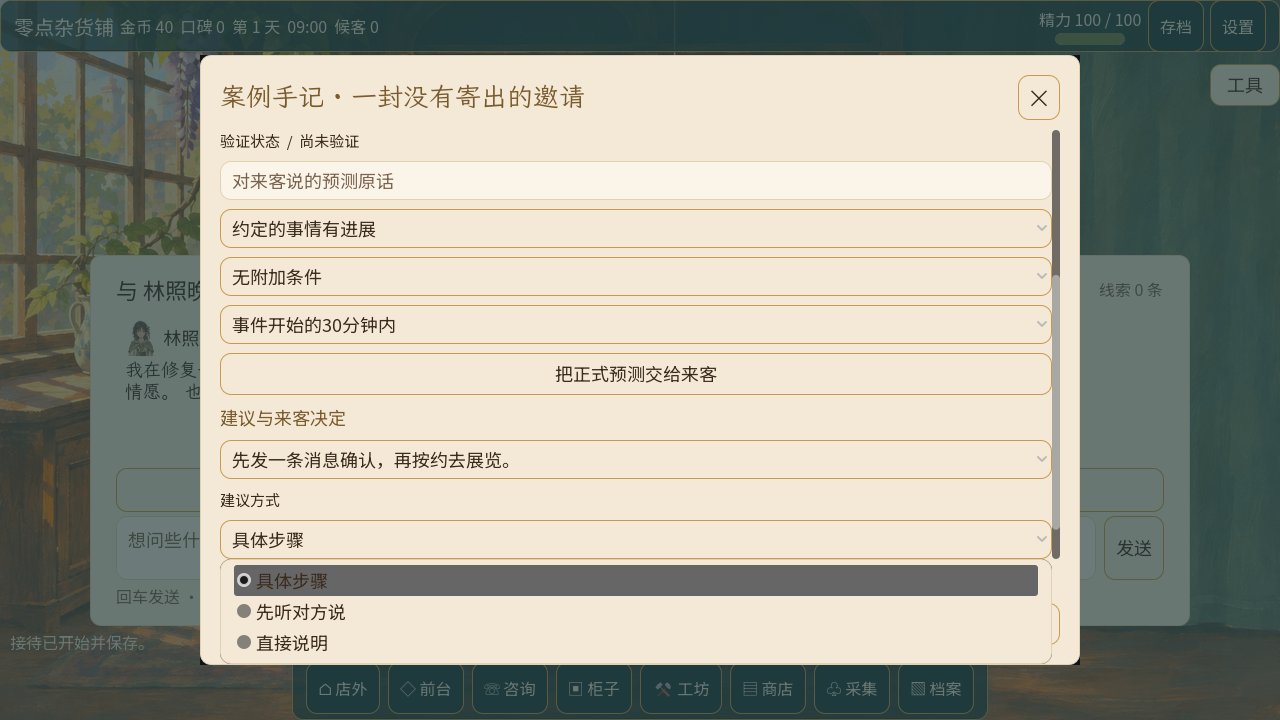 零点杂货铺 金币 40 口碑 0 第 1 天 09:00 候客 0
精力 100 / 100
存档
设置
工具
案例手记·一封没有寄出的邀请
验证状态 / 尚未验证
对来客说的预测原话
约定的事情有进展
无附加条件
事件开始的30分钟内
把正式预测交给来客
建议与来客决定
先发一条消息确认，再按约去展览。
建议方式
具体步骤
具体步骤
先听对方说
直接说明
与 林照晚
线索 0 条
林照
我在修复
情愿。 也
想问些什
发送
回车发送 ·
接待已开始并保存。
店外
前台
咨询
柜子
工坊
商店
采集
档案